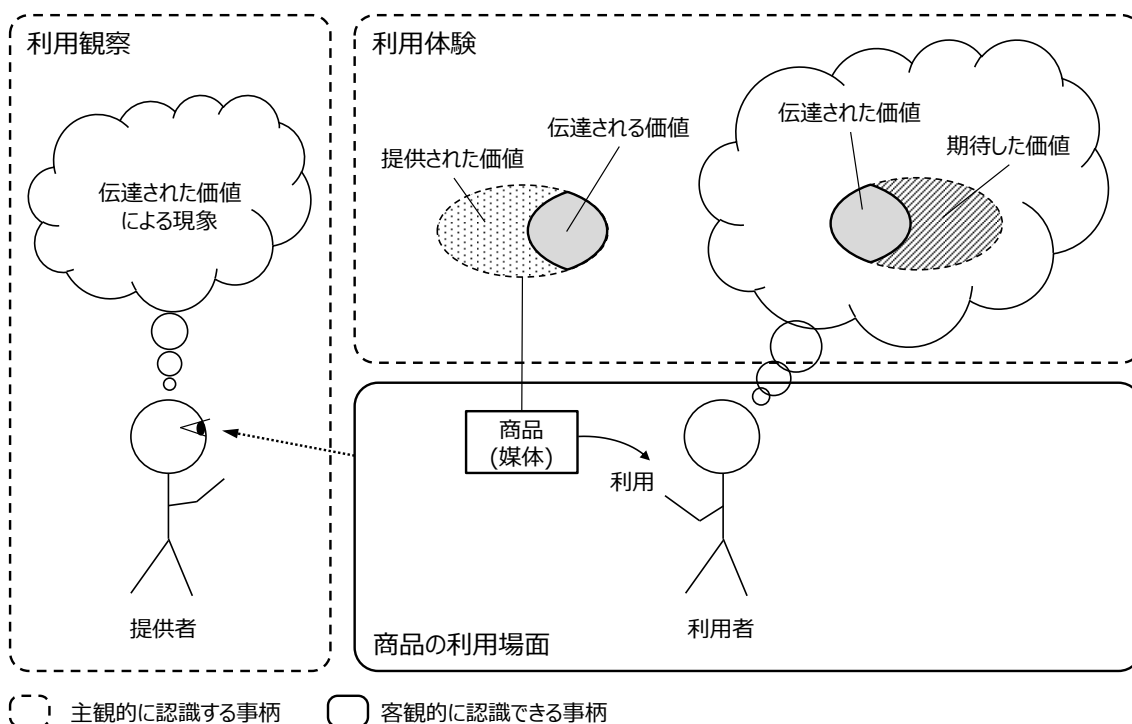 利用観察
伝達された価値
による現象
提供者
利用体験
提供された価値
伝達される価値
伝達された価値
期待した価値
商品
(媒体)
利用
利用者
商品の利用場面
主観的に認識する事柄
客観的に認識できる事柄